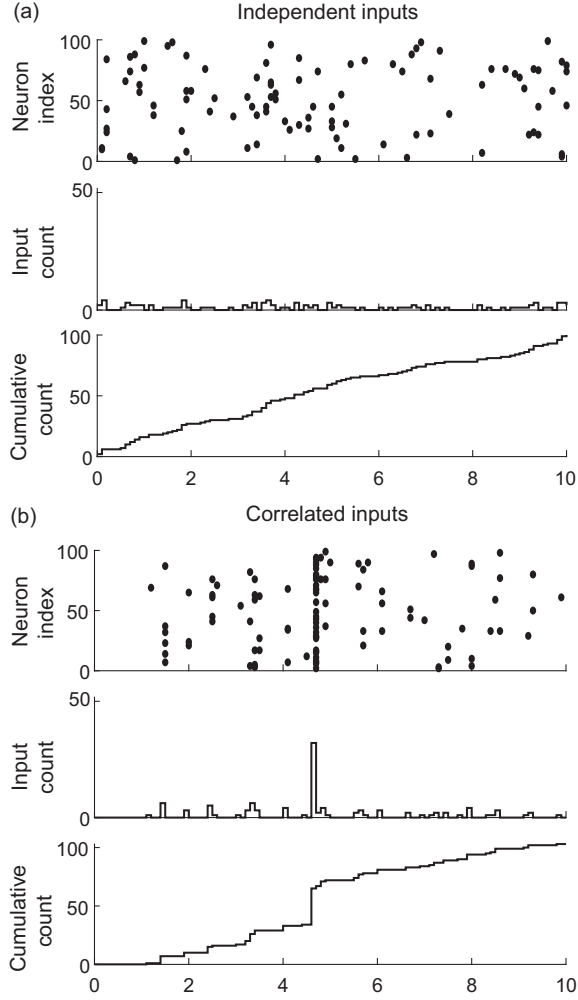 (a)
Independent inputs
Neuron
index
100
50
0
Input
count
50
0
Cumulative
count
100
50
0
0 2 4 6 8 10
(b)
Correlated inputs
Neuron
index
100
50
0
Input
count
50
0
Cumulative
count
100
50
0
0 2 4 6 8 10